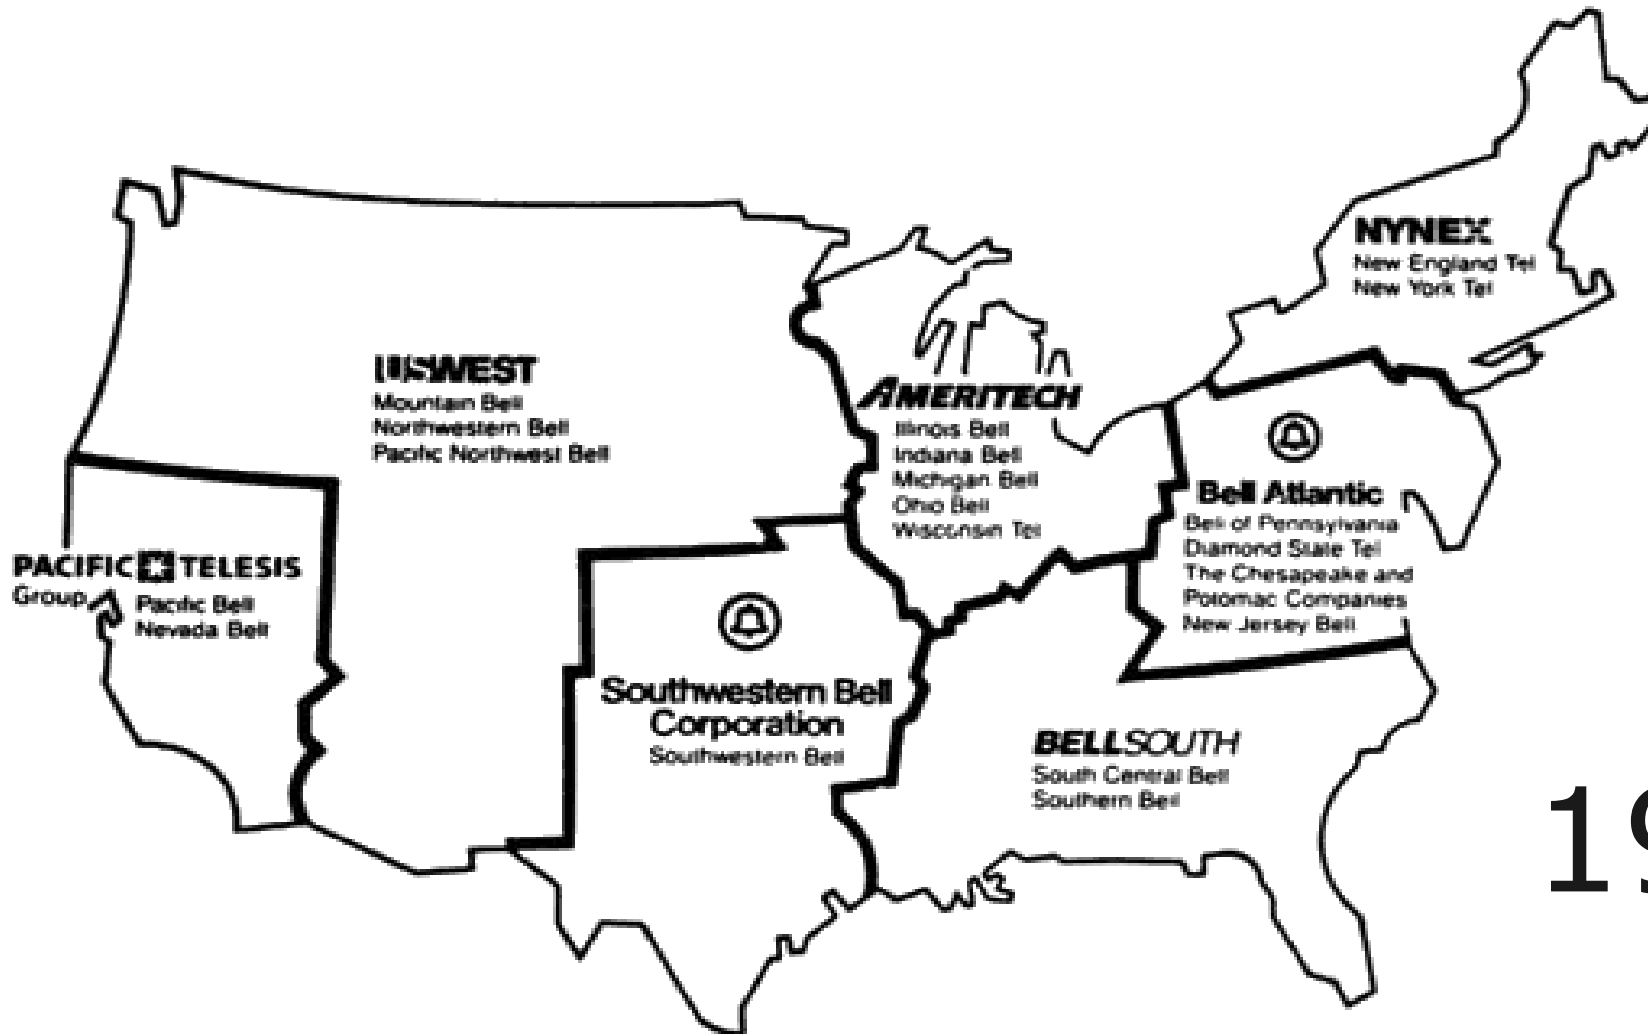 NYNEX
New England Tel
New York Tel
US WEST
Mountain Bell
Northwestern Bell
Pacific Northwest Bell
AMERITECH
Illinois Bell
Indiana Bell
Michigan Bell
Ohio Bell
Wisconsin Tel
Bell Atlantic
Bell of Pennsylvania
Diamond State Tel
The Chesapeake and
Potomac Companies
New Jersey Bell
PACIFIC TELESIS
Group
Pacific Bell
Nevada Bell
Southwestern Bell
Corporation
Southwestern Bell
BELLSOUTH
South Central Bell
Southern Bell
19